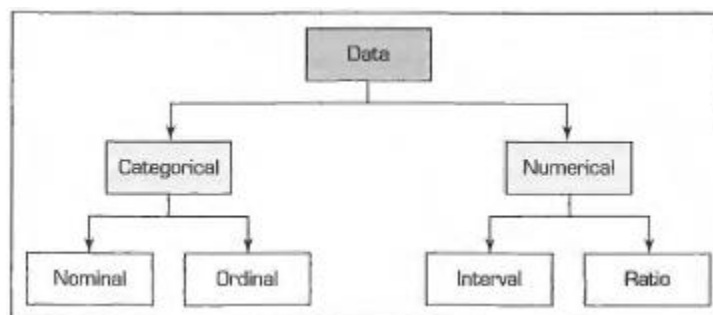 Data
Categorical
Numerical
Nominal
Ordinal
Interval
Ratio